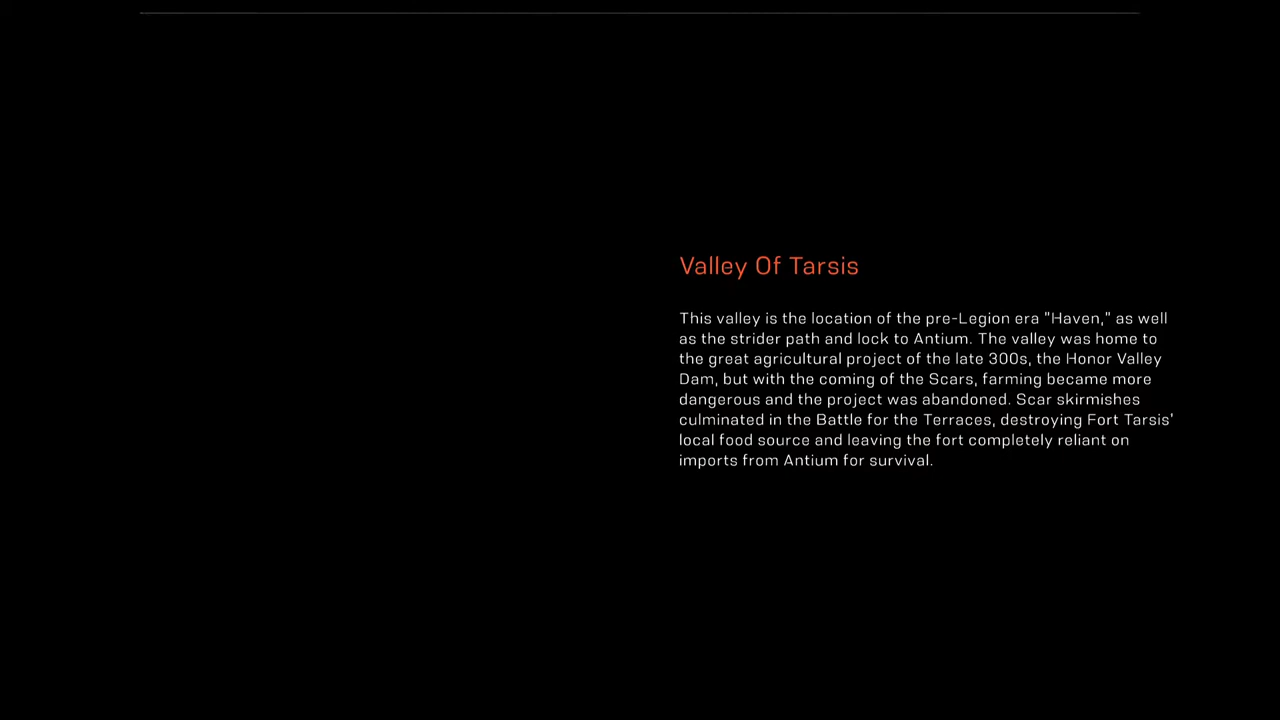 Valley Of Tarsis
This valley is the location of the pre-Legion era "Haven," as well
as the strider path and lock to Antium. The valley was home to
the great agricultural project of the late 300s, the Honor Valley
Dam, but with the coming of the Scars, farming became more
dangerous and the project was abandoned. Scar skirmishes
culminated in the Battle for the Terraces, destroying Fort Tarsis'
local food source and leaving the fort completely reliant on
imports from Antium for survival.